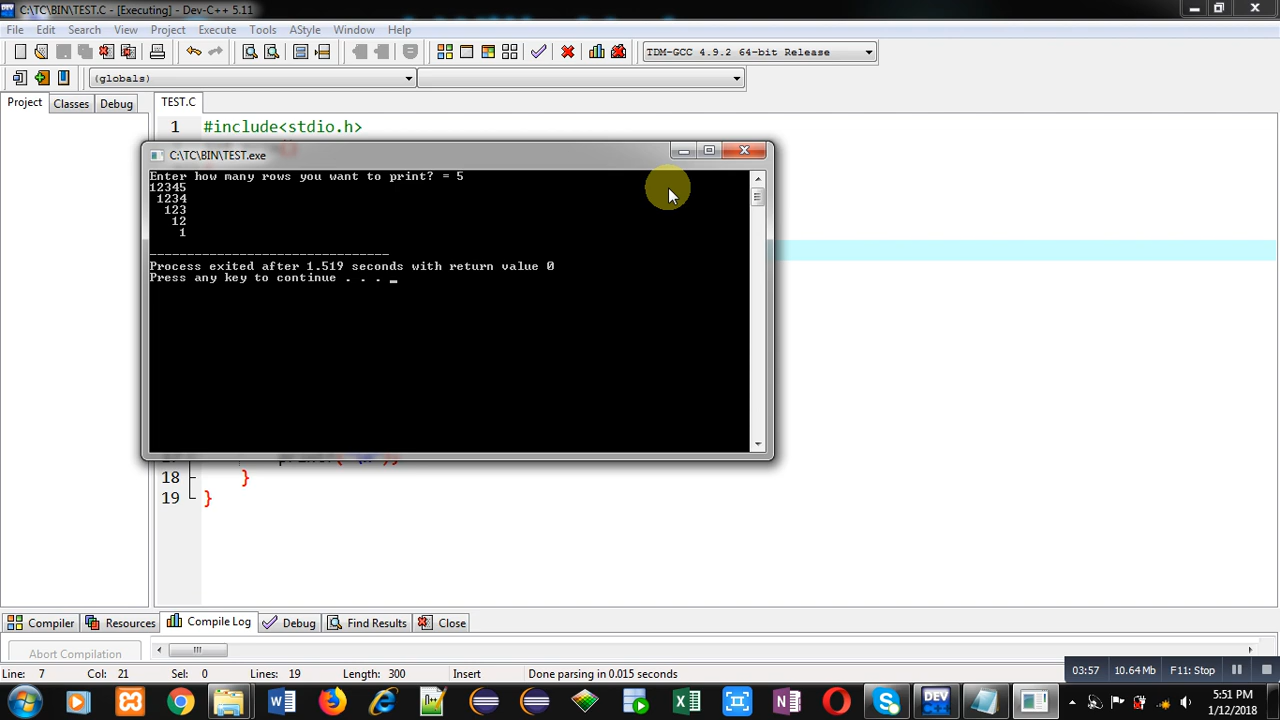 C:\TC\BIN\TEST.C - [Executing] - Dev-C++ 5.11
File Edit Search View Project Execute Tools AStyle Window Help
TDM-GCC 4.9.2 64-bit Release
(globals)
Project Classes Debug TEST.C
1 #include<stdio.h>
C:\TC\BIN\TEST.exe
Enter how many rows you want to print? = 5
12345
 1234
  123
   12
    1
--------------------------------
Process exited after 1.519 seconds with return value 0
Press any key to continue . . . _
18 }
19 }
Compiler Resources Compile Log Debug Find Results Close
Abort Compilation
Line: 7 Col: 21 Sel: 0 Lines: 19 Length: 300 Insert Done parsing in 0.015 seconds
03:57 10.64 Mb F11: Stop
5:51 PM
1/12/2018